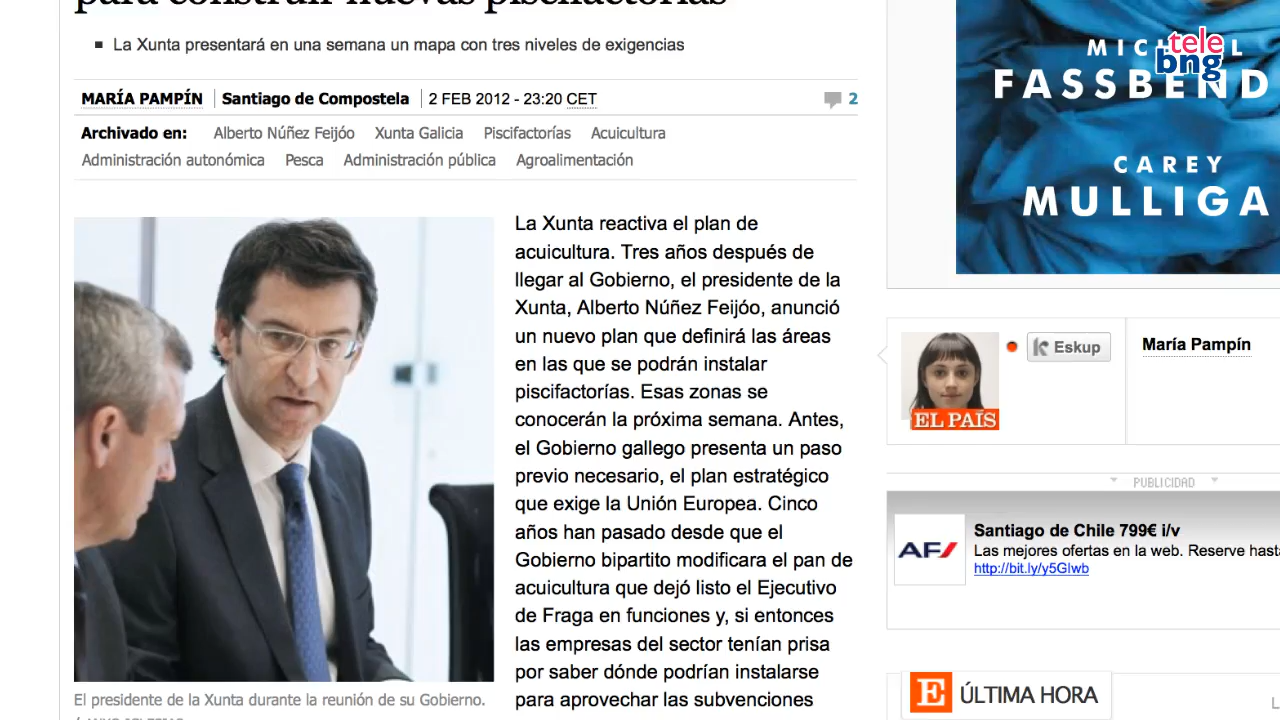 para construir nuevas piscifactorías
La Xunta presentará en una semana un mapa con tres niveles de exigencias
MARÍA PAMPÍN | Santiago de Compostela | 2 FEB 2012 - 23:20 CET
2
Archivado en: Alberto Núñez Feijóo Xunta Galicia Piscifactorías Acuicultura
Administración autonómica Pesca Administración pública Agroalimentación
La Xunta reactiva el plan de
acuicultura. Tres años después de
llegar al Gobierno, el presidente de la
Xunta, Alberto Núñez Feijóo, anunció
un nuevo plan que definirá las áreas
en las que se podrán instalar
piscifactorías. Esas zonas se
conocerán la próxima semana. Antes,
el Gobierno gallego presenta un paso
previo necesario, el plan estratégico
que exige la Unión Europea. Cinco
años han pasado desde que el
Gobierno bipartito modificara el pan de
acuicultura que dejó listo el Ejecutivo
de Fraga en funciones y, si entonces
las empresas del sector tenían prisa
por saber dónde podrían instalarse
para aprovechar las subvenciones
El presidente de la Xunta durante la reunión de su Gobierno.
tele
bng
FASSBEND
CAREY
MULLIGA
Eskup
María Pampín
EL PAÍS
PUBLICIDAD
AF
Santiago de Chile 799€ i/v
Las mejores ofertas en la web. Reserve hasta
http://bit.ly/y5Glwb
E ÚLTIMA HORA